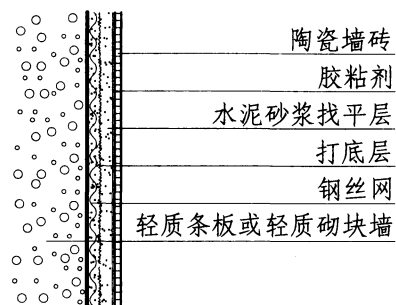 陶瓷墙砖
胶粘剂
水泥砂浆找平层
打底层
钢丝网
轻质条板或轻质砌块墙